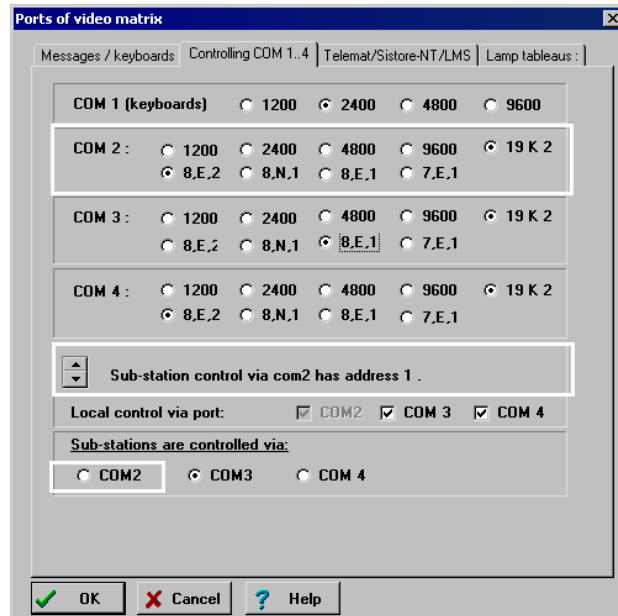 Ports of video matrix
Messages / keyboards Controlling COM 1..4 Telemat/Sistore-NT/LMS Lamp tableaus :
COM 1 (keyboards) 1200 2400 4800 9600
COM 2 : 1200 2400 4800 9600 19 K 2
8,E,2 8,N,1 8,E,1 7,E,1
COM 3 : 1200 2400 4800 9600 19 K 2
8,E,2 8,N,1 8,E,1 7,E,1
COM 4 : 1200 2400 4800 9600 19 K 2
8,E,2 8,N,1 8,E,1 7,E,1
Sub-station control via com2 has address 1 .
Local control via port: COM2 COM 3 COM 4
Sub-stations are controlled via:
COM2 COM3 COM 4
OK Cancel ? Help